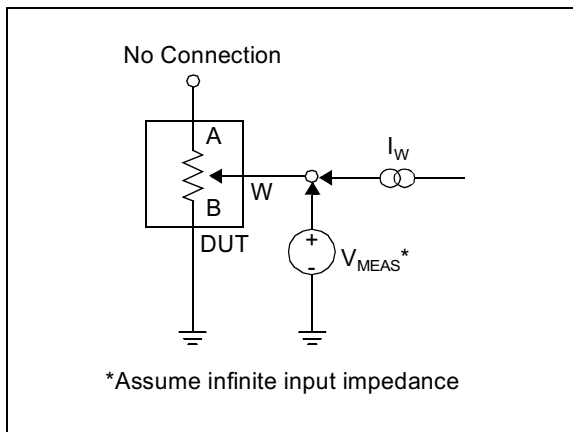 No Connection
A
I_W
W
B
DUT
+
-
V_MEAS*
*Assume infinite input impedance